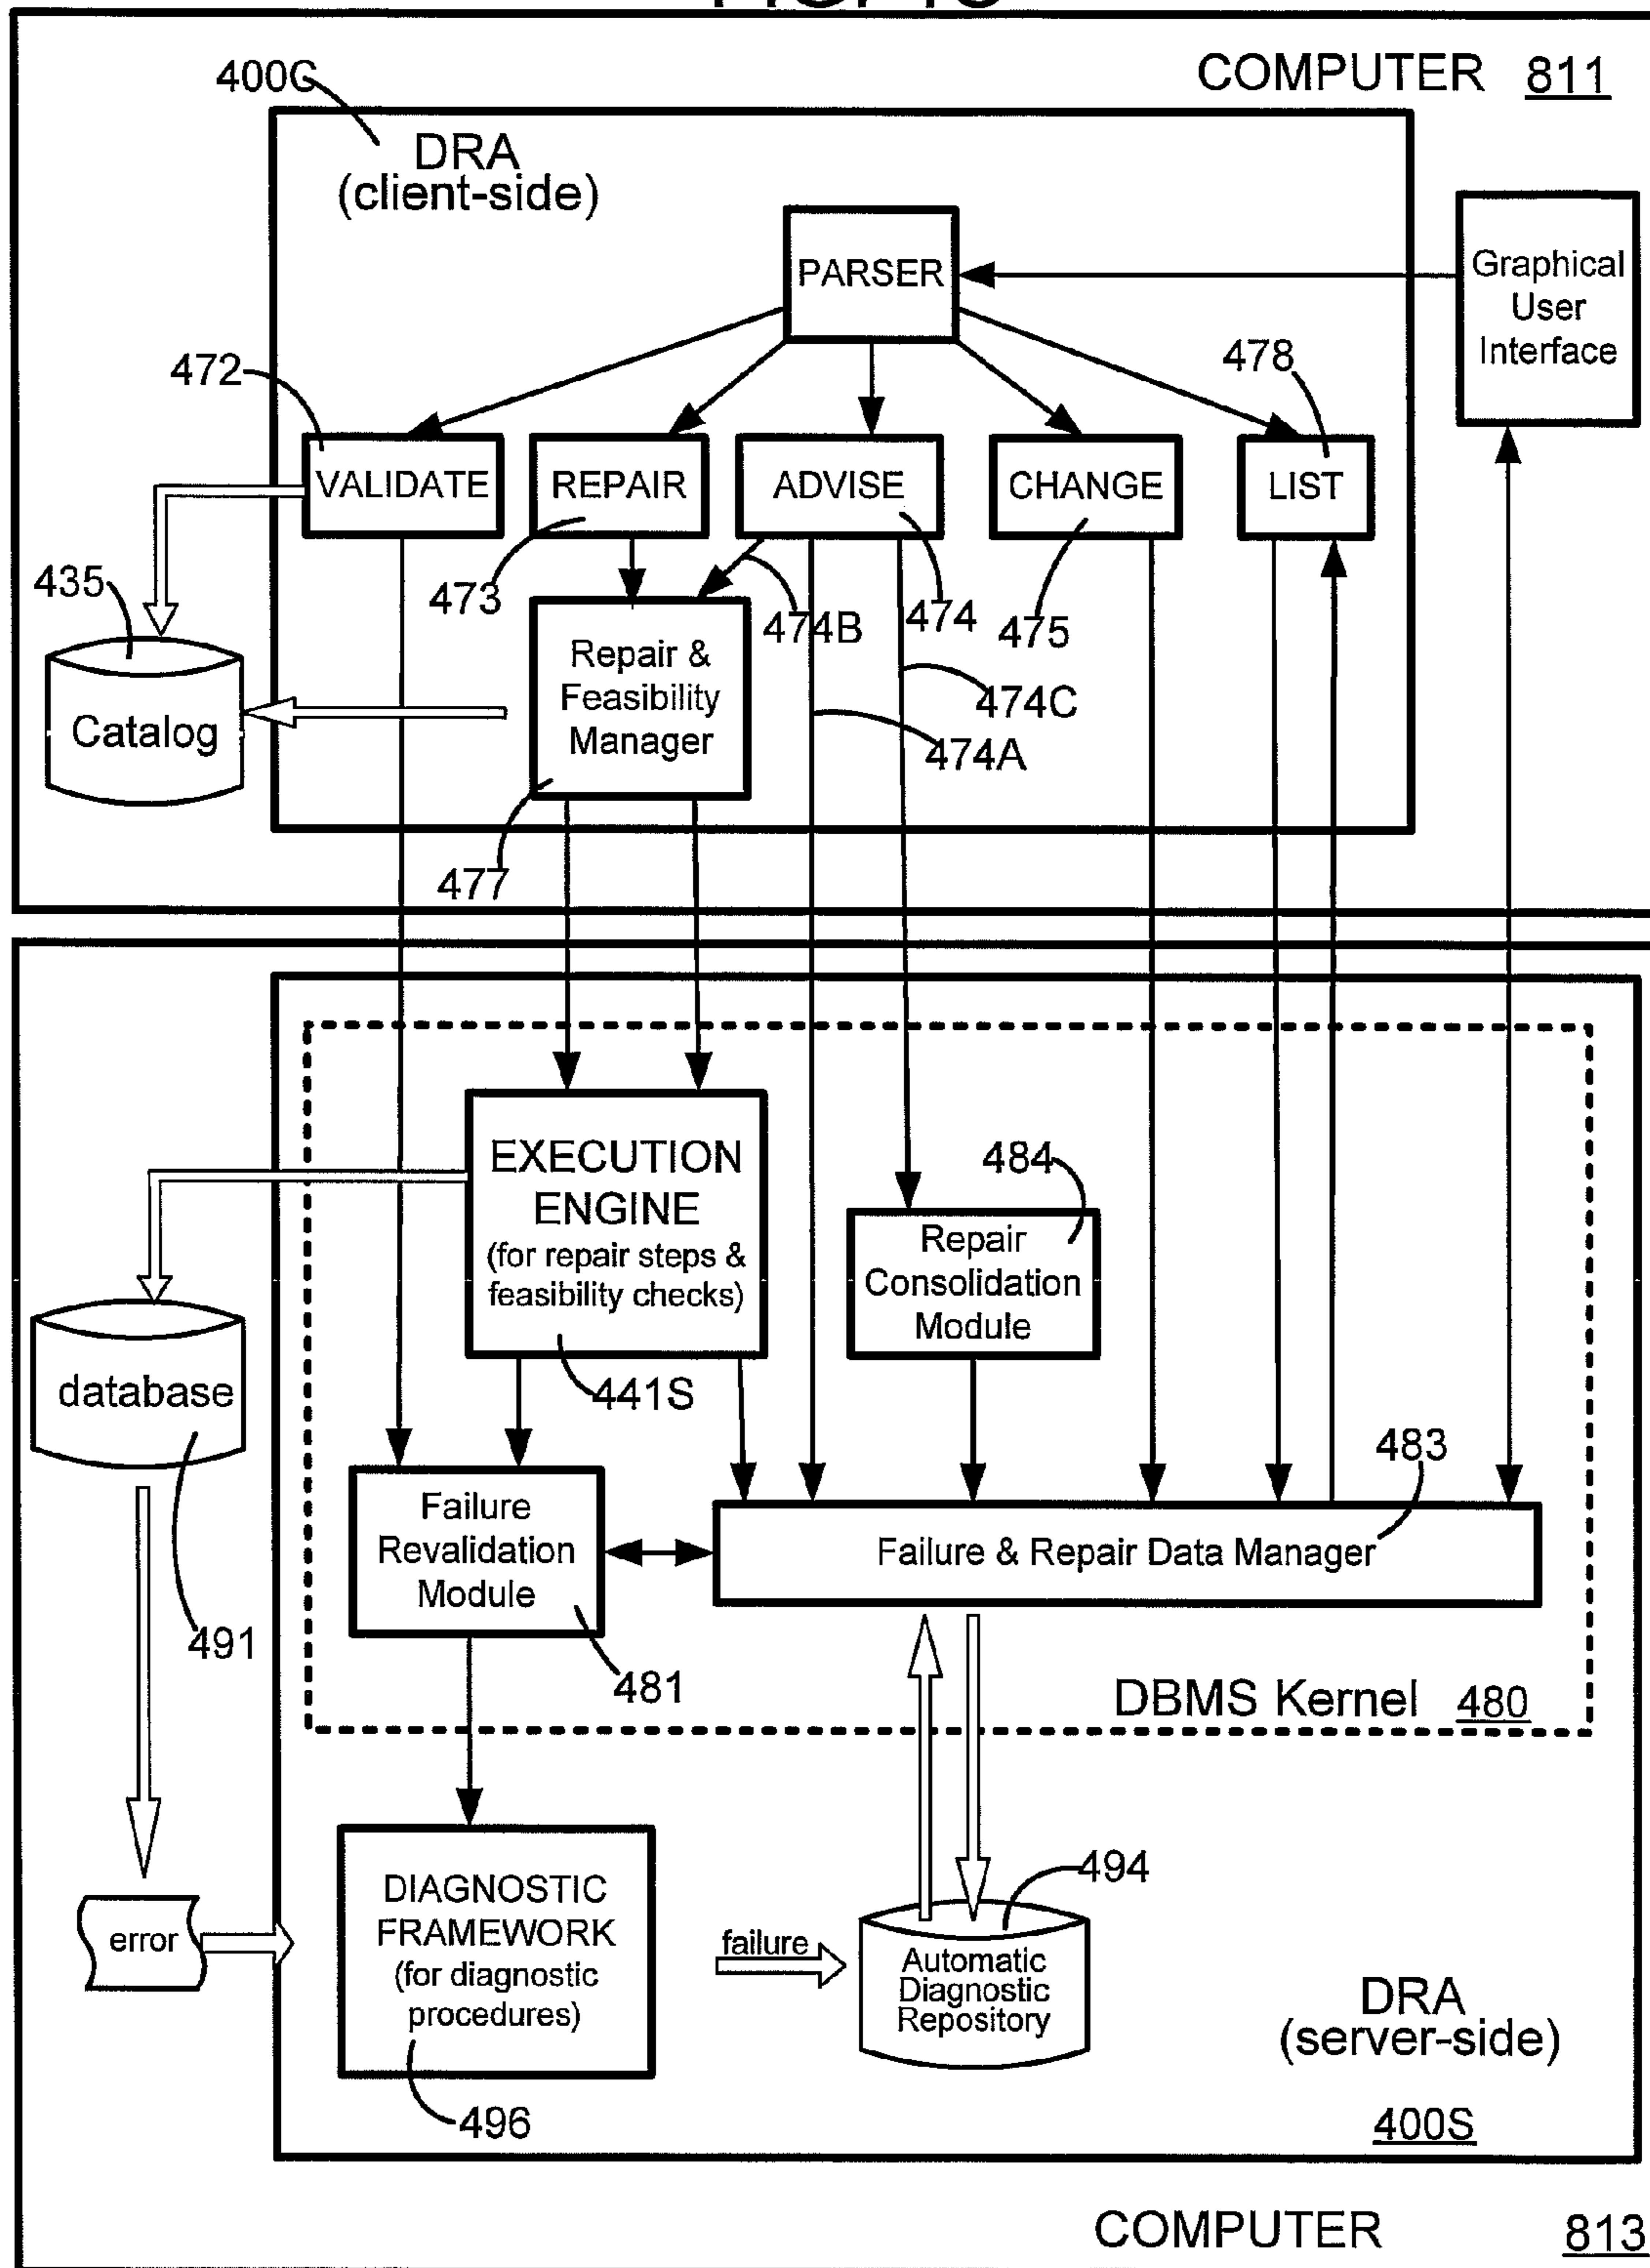 COMPUTER 811
400C
DRA
(client-side)
PARSER
Graphical
User
Interface
472
478
VALIDATE
REPAIR
ADVISE
CHANGE
LIST
435
473
474B
474
475
Repair &
Feasibility
Manager
474C
474A
Catalog
477
EXECUTION
ENGINE
(for repair steps &
feasibility checks)
484
Repair
Consolidation
Module
database
441S
483
Failure
Revalidation
Module
Failure & Repair Data Manager
491
481
DBMS Kernel 480
DIAGNOSTIC
FRAMEWORK
(for diagnostic
procedures)
494
error
failure
Automatic
Diagnostic
Repository
DRA
(server-side)
496
400S
COMPUTER 813